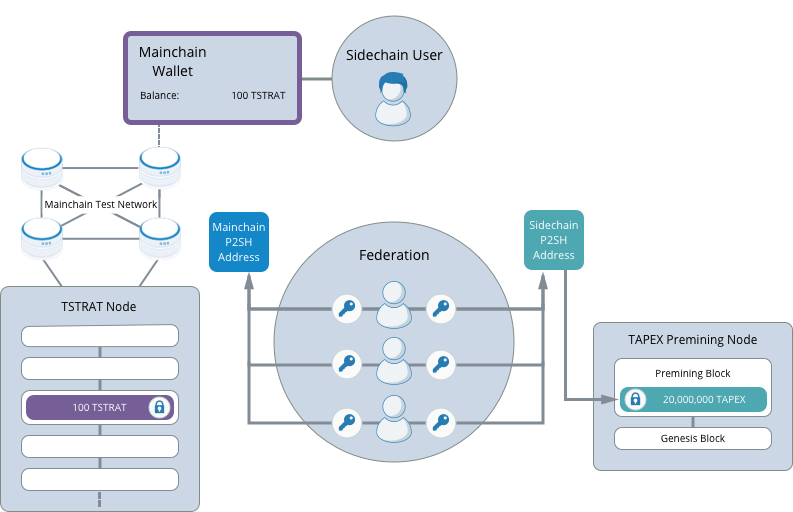 Mainchain
Wallet
Balance: 100 TSTRAT
Sidechain User
Mainchain Test Network
Mainchain
P2SH
Address
Sidechain
P2SH
Address
Federation
TSTRAT Node
100 TSTRAT
TAPEX Premining Node
Premining Block
20,000,000 TAPEX
Genesis Block